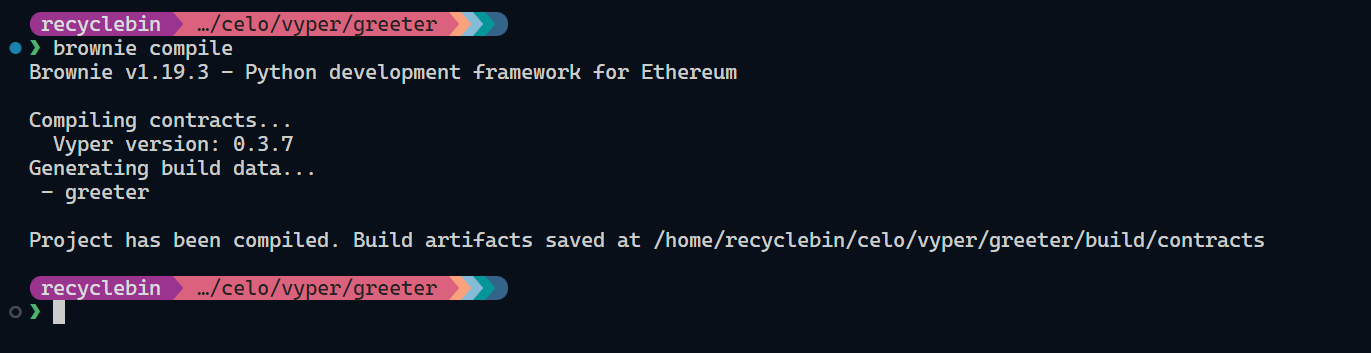 recyclebin …/celo/vyper/greeter
❯ brownie compile
Brownie v1.19.3 - Python development framework for Ethereum
Compiling contracts...
Vyper version: 0.3.7
Generating build data...
- greeter
Project has been compiled. Build artifacts saved at /home/recyclebin/celo/vyper/greeter/build/contracts
recyclebin …/celo/vyper/greeter
❯